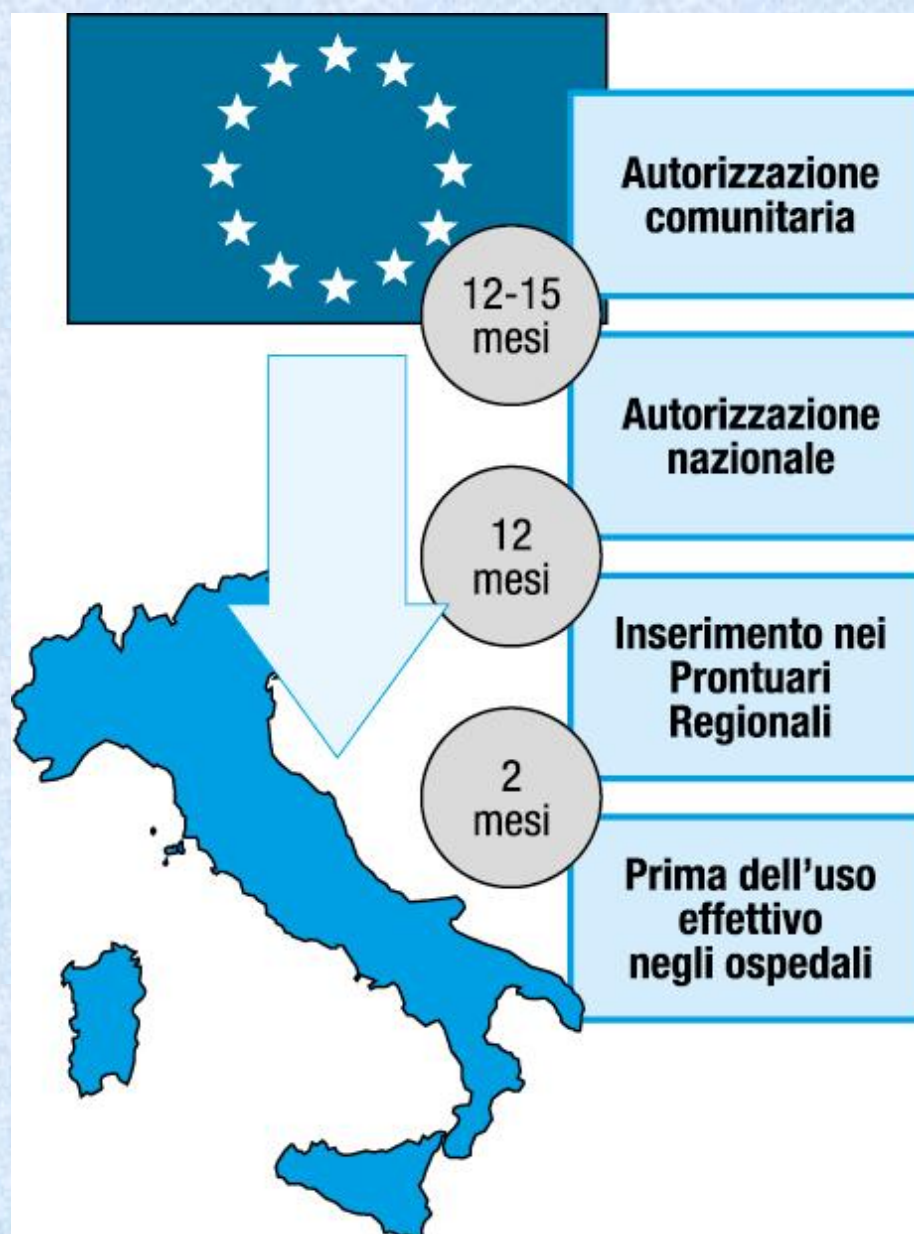 Autorizzazione
comunitaria
12-15
mesi
Autorizzazione
nazionale
12
mesi
Inserimento nei
Prontuari
Regionali
2
mesi
Prima dell'uso
effettivo
negli ospedali